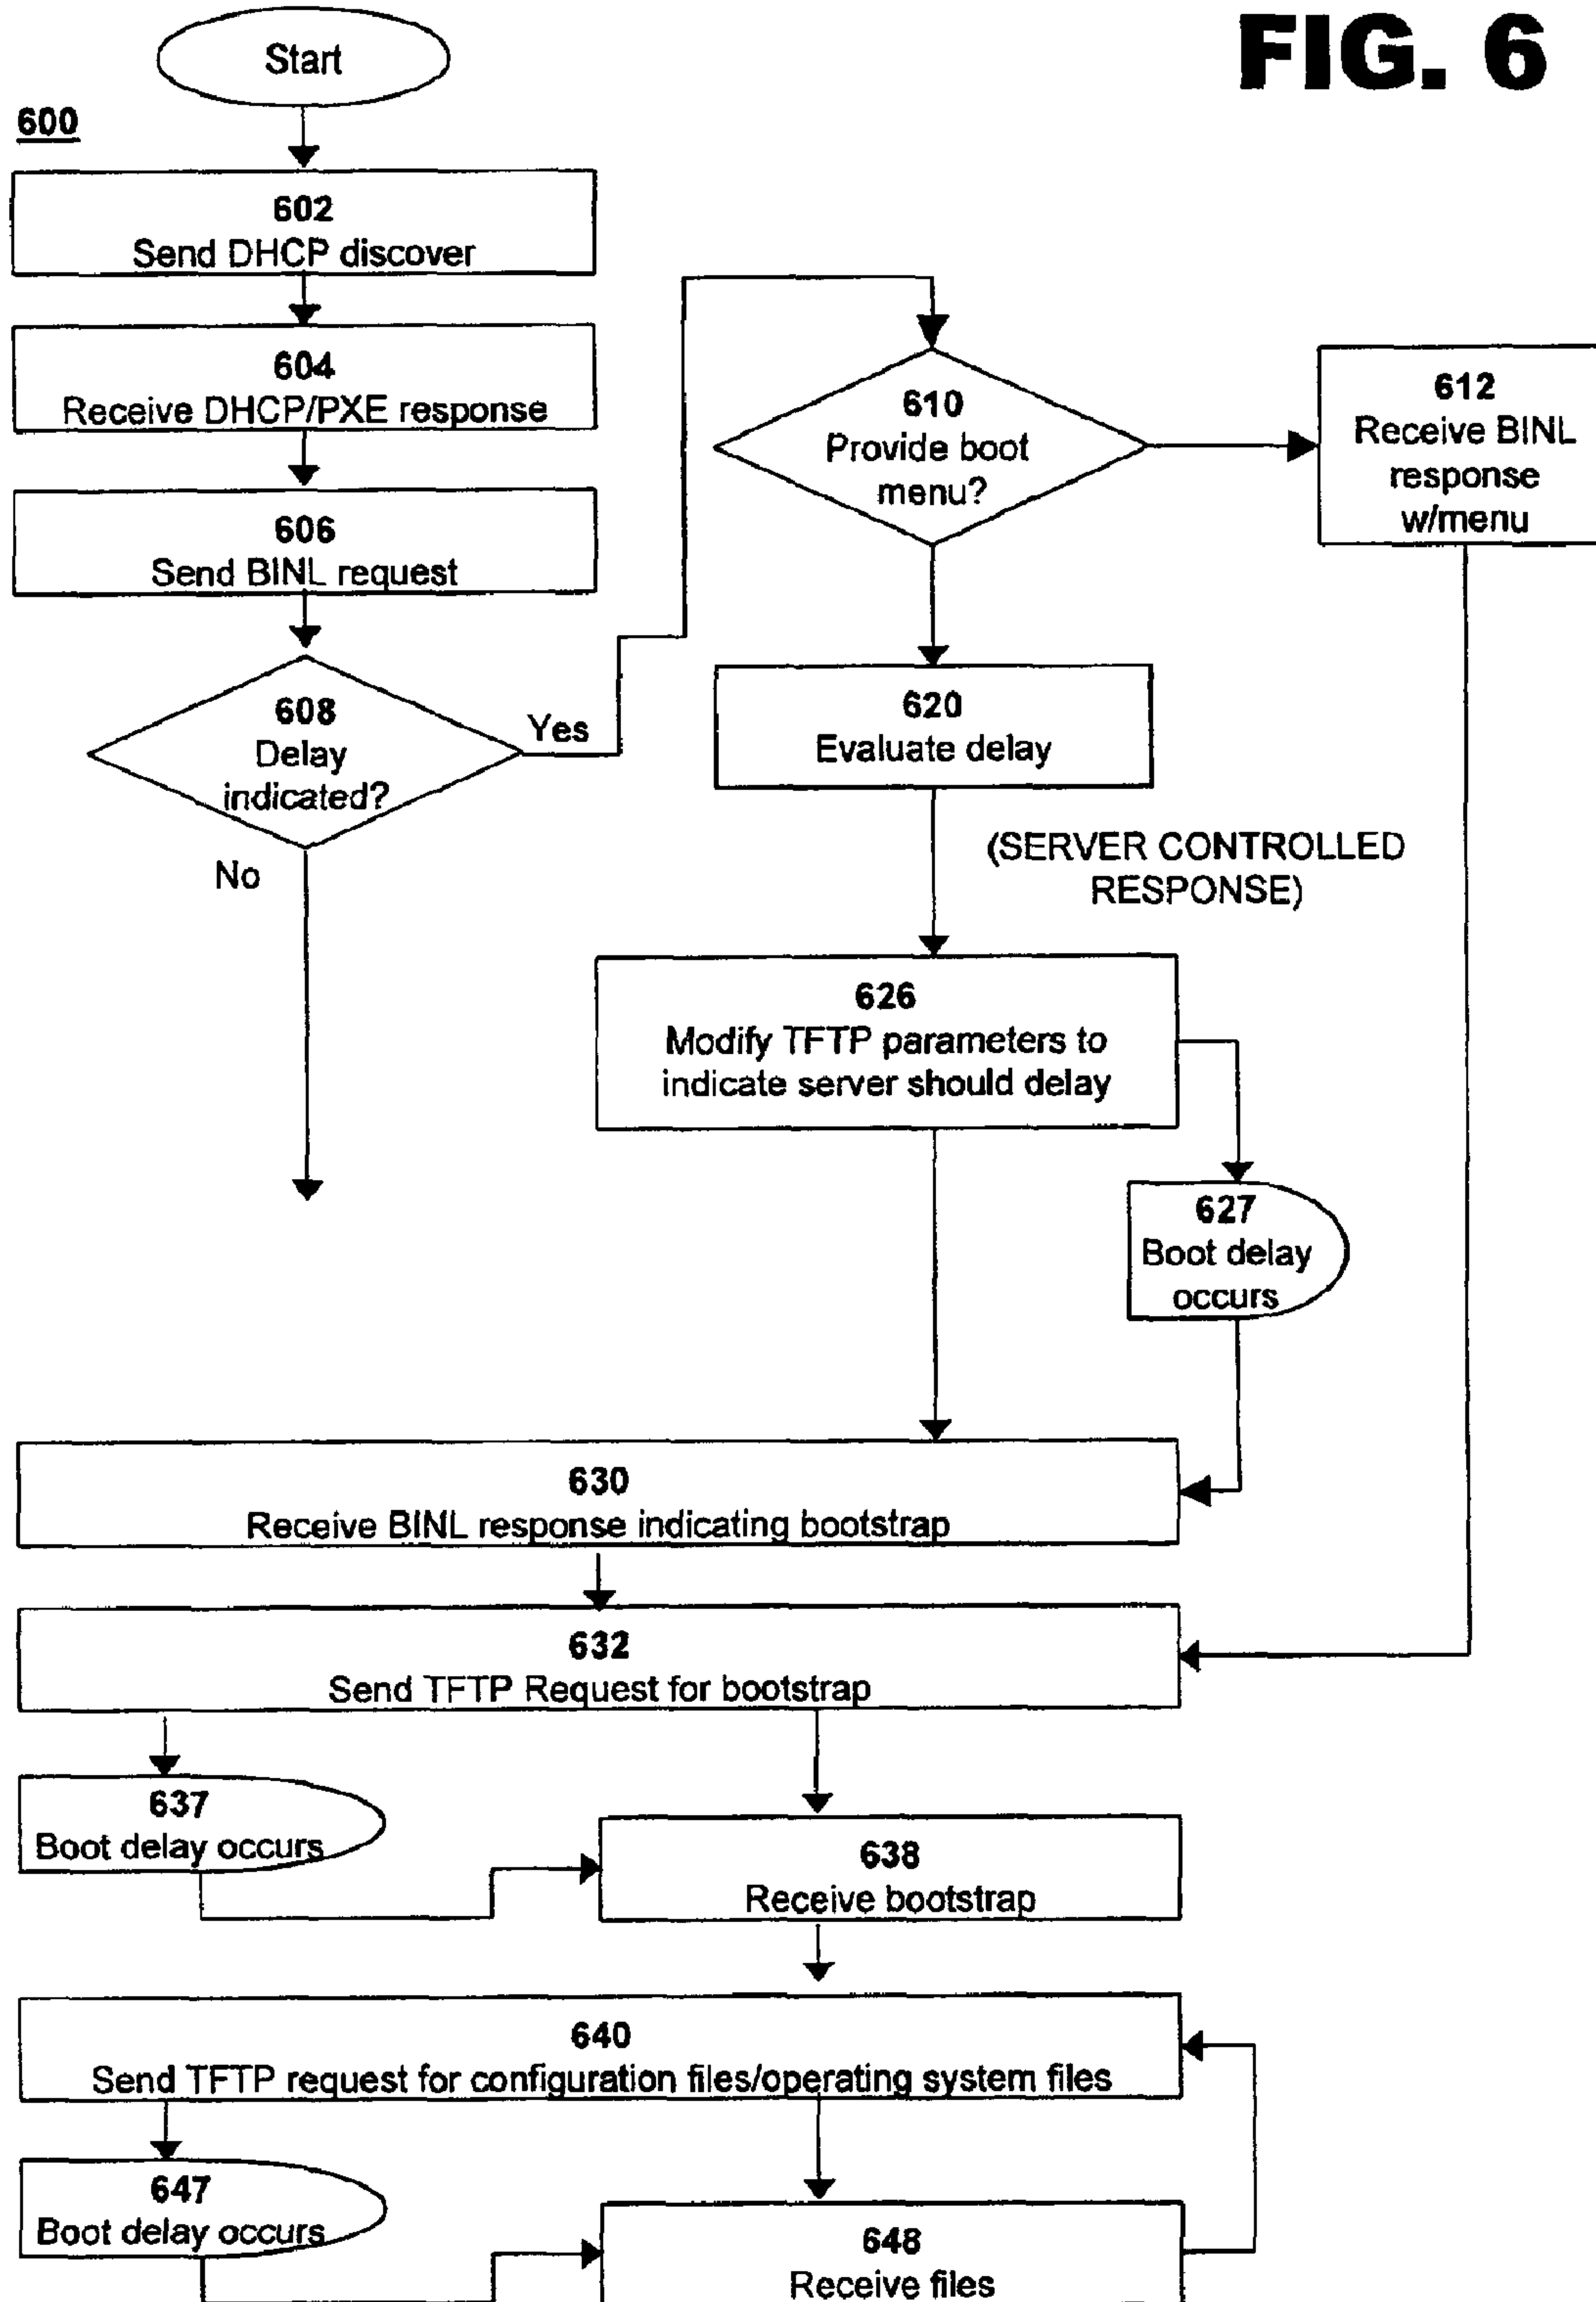 FIG. 6
Start
600
602
Send DHCP discover
604
Receive DHCP/PXE response
606
Send BINL request
608
Delay
indicated?
Yes
No
610
Provide boot
menu?
612
Receive BINL
response
w/menu
620
Evaluate delay
(SERVER CONTROLLED
RESPONSE)
626
Modify TFTP parameters to
indicate server should delay
627
Boot delay
occurs
630
Receive BINL response indicating bootstrap
632
Send TFTP Request for bootstrap
637
Boot delay occurs
638
Receive bootstrap
640
Send TFTP request for configuration files/operating system files
647
Boot delay occurs
648
Receive files